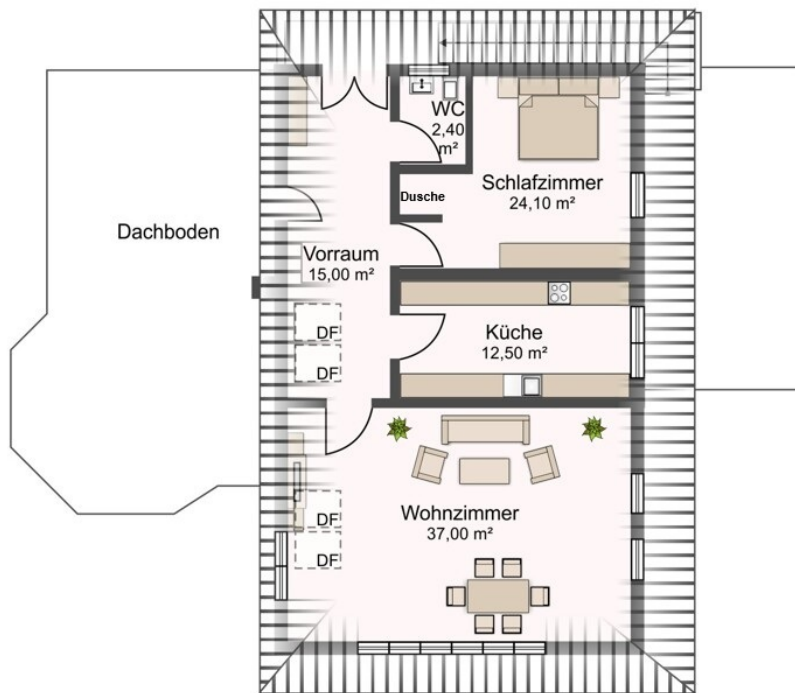 WC
2,40
m²
Dusche
Schlafzimmer
24,10 m²
Dachboden
Vorraum
15,00 m²
DF
DF
Küche
12,50 m²
Wohnzimmer
37,00 m²
DF
DF